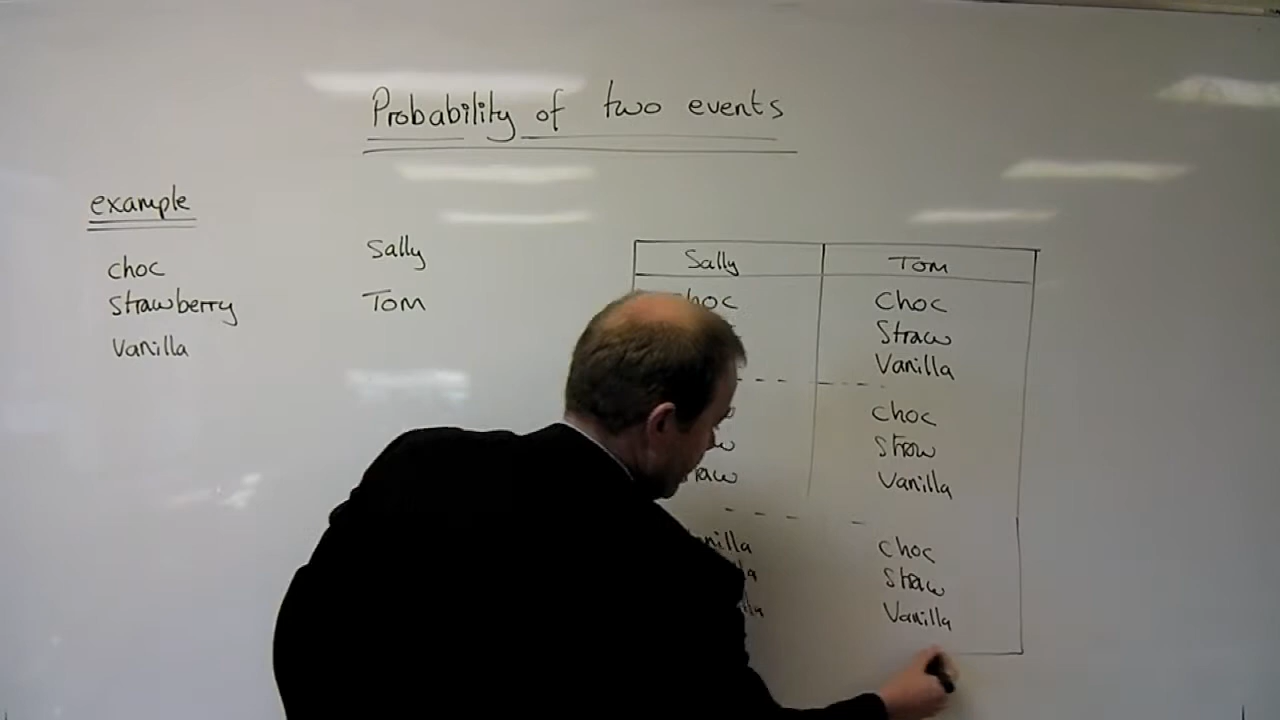 Probability of two events
example
choc
Strawberry
Vanilla
Sally
Tom
Sally Tom
Choc
Straw
Vanilla
Choc
Straw
Vanilla
Choc
Straw
Vanilla